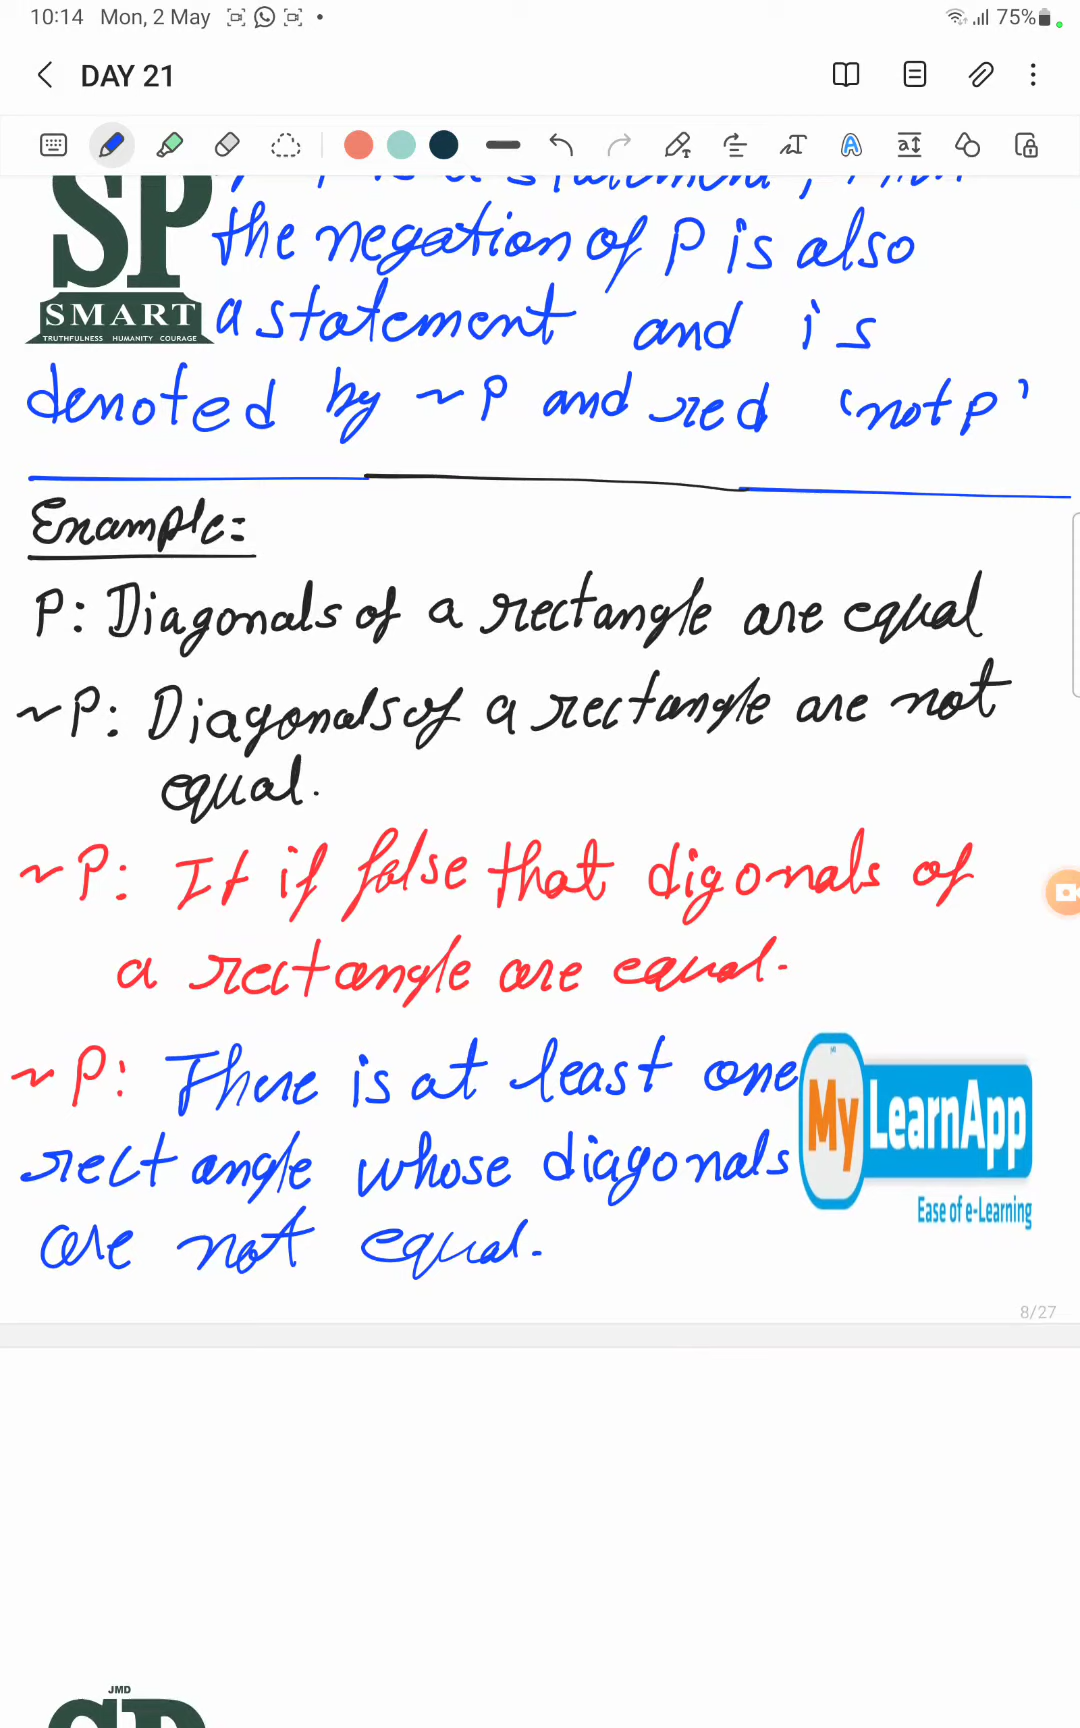 10:14 Mon, 2 May
75%
DAY 21
SP
SMART
TRUTHFULNESS HUMANITY COURAGE
is a statement,
the negation of P is also
a statement and is
denoted by ~P and red 'not p'
Example:
P: Diagonals of a rectangle are equal
~P: Diagonals of a rectangle are not
equal.
~P: It if false that digonals of
a rectangle are equal.
~P: There is at least one
rectangle whose diagonals
are not equal.
My LearnApp
Ease of e-Learning
8/27
JMD